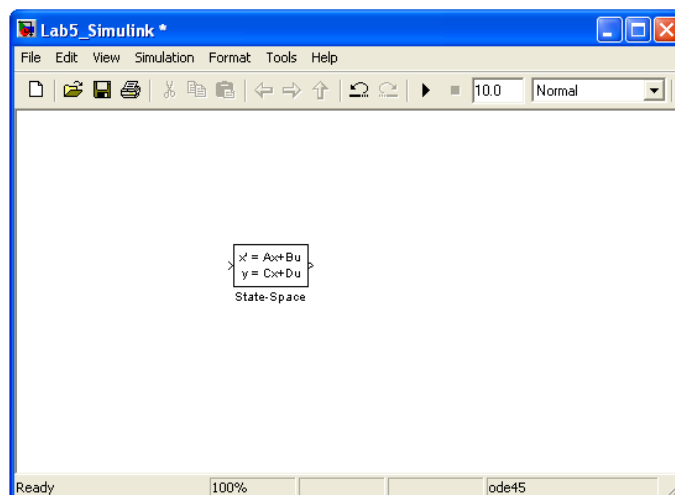 Lab5_Simulink *
File Edit View Simulation Format Tools Help
10.0 Normal
x' = Ax+Bu
y = Cx+Du
State-Space
Ready 100% ode45